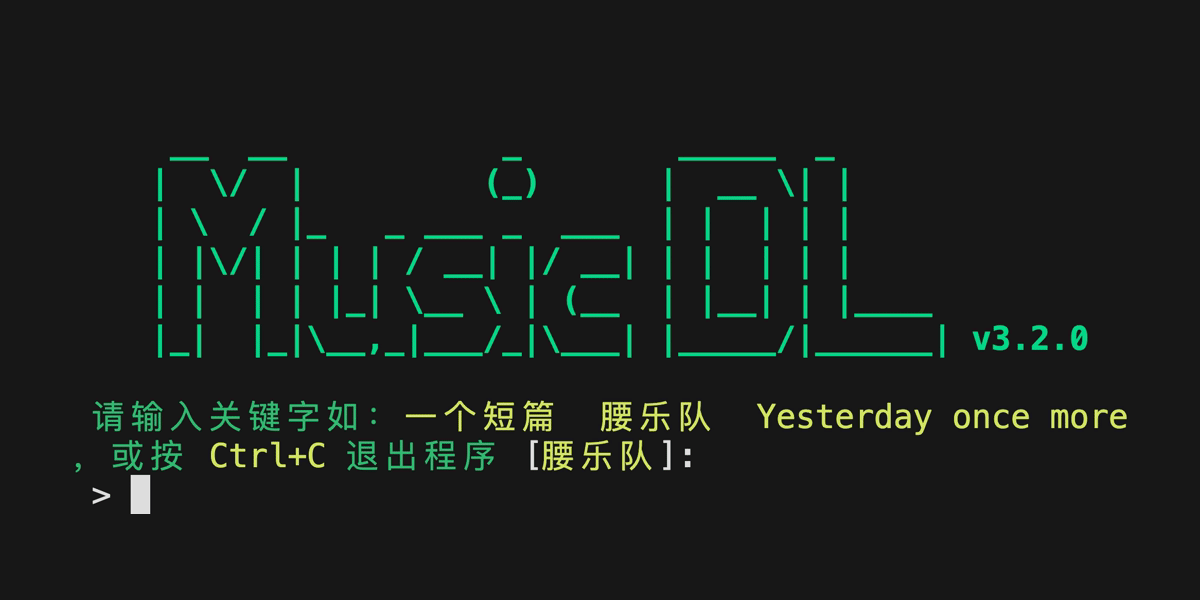 Music DL v3.2.0
请输入关键字如：一个短篇 腰乐队 Yesterday once more
，或按 Ctrl+C 退出程序 [腰乐队]:
>